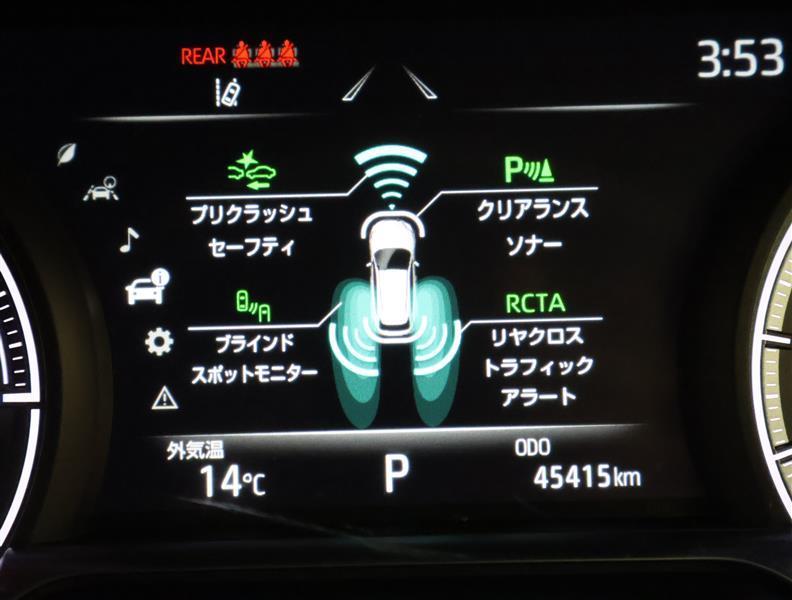 REAR
3:53
P
プリクラッシュ
セーフティ
クリアランス
ソナー
RCTA
ブラインド
スポットモニター
リヤクロス
トラフィック
アラート
外気温
14℃
P
ODO
45415km